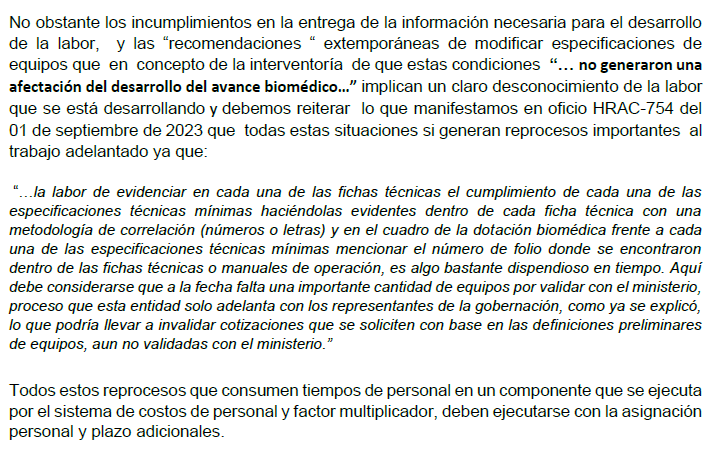 No obstante los incumplimientos en la entrega de la información necesaria para el desarrollo
de la labor,  y las “recomendaciones “ extemporáneas de modificar especificaciones de
equipos que  en  concepto de la interventoría  de que estas condiciones  “… no generaron una
afectación del desarrollo del avance biomédico…” implican un claro desconocimiento de la labor
que se está desarrollando y debemos reiterar  lo que manifestamos en oficio HRAC-754 del
01 de septiembre de 2023 que  todas estas situaciones si generan reprocesos importantes  al
trabajo adelantado ya que:
“…la labor de evidenciar en cada una de las fichas técnicas el cumplimiento de cada una de las
especificaciones técnicas mínimas haciéndolas evidentes dentro de cada ficha técnica con una
metodología de correlación (números o letras) y en el cuadro de la dotación biomédica frente a cada
una de las especificaciones técnicas mínimas mencionar el número de folio donde se encontraron
dentro de las fichas técnicas o manuales de operación, es algo bastante dispendioso en tiempo. Aquí
debe considerarse que a la fecha falta una importante cantidad de equipos por validar con el ministerio,
proceso que esta entidad solo adelanta con los representantes de la gobernación, como ya se explicó,
lo que podría llevar a invalidar cotizaciones que se soliciten con base en las definiciones preliminares
de equipos, aun no validadas con el ministerio.”
Todos estos reprocesos que consumen tiempos de personal en un componente que se ejecuta
por el sistema de costos de personal y factor multiplicador, deben ejecutarse con la asignación
personal y plazo adicionales.